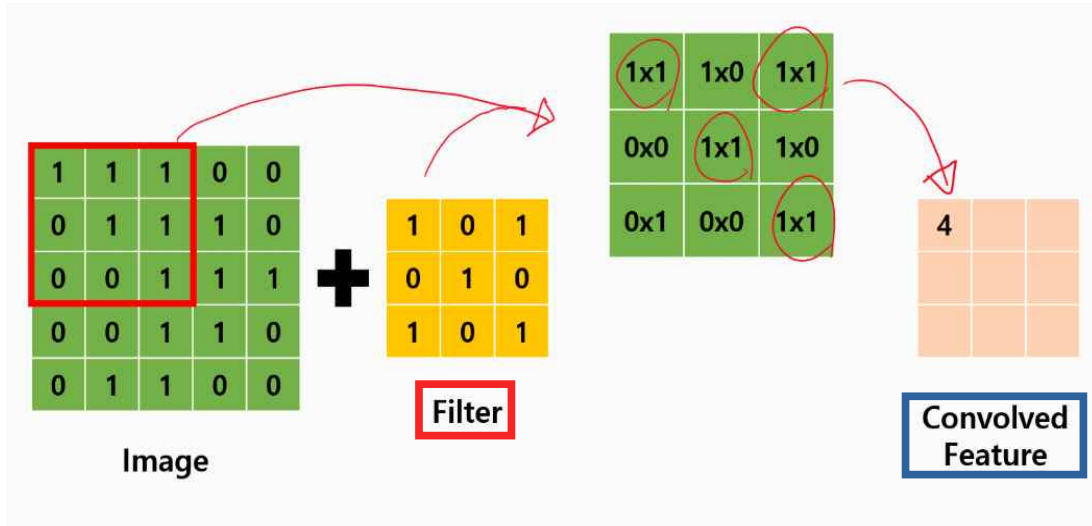 1x1 1x0 1x1
0x0 1x1 1x0
0x1 0x0 1x1
1 1 1 0 0
0 1 1 1 0
0 0 1 1 1
0 0 1 1 0
0 1 1 0 0
Image
1 0 1
0 1 0
1 0 1
Filter
4
Convolved
Feature